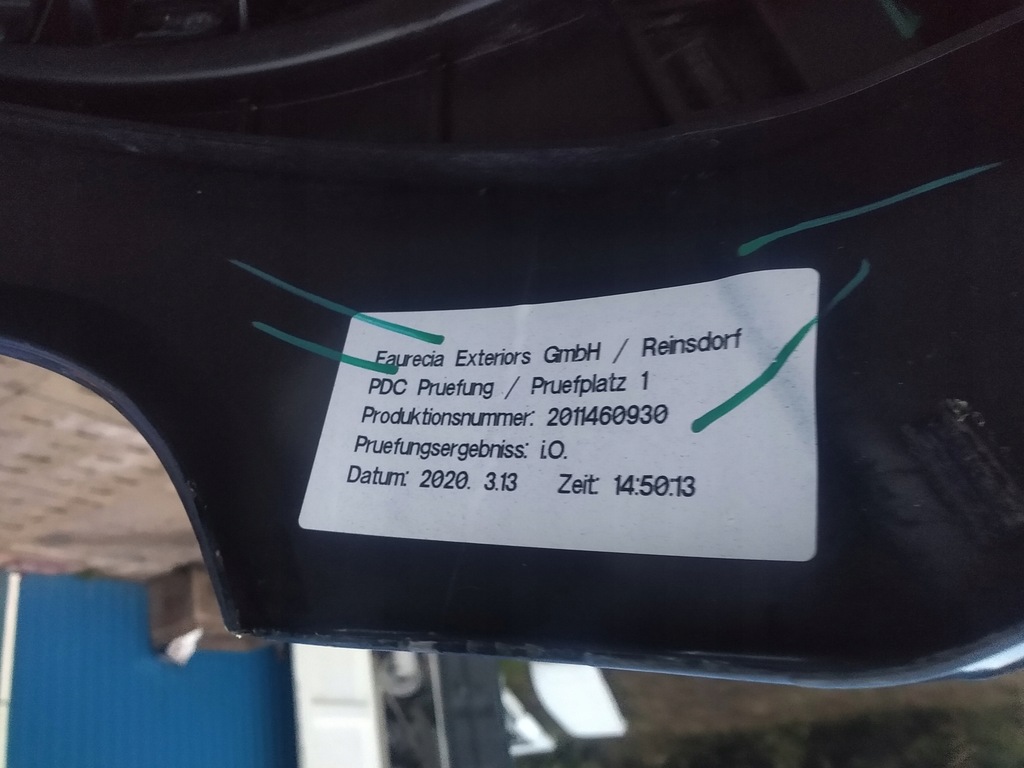 Faurecia Exteriors GmbH / Reinsdorf
PDC Pruefung / Pruefplatz 1
Produktionsnummer: 2011460930
Pruefungsergebniss: i.O.
Datum: 2020. 3.13 Zeit: 14:50:13